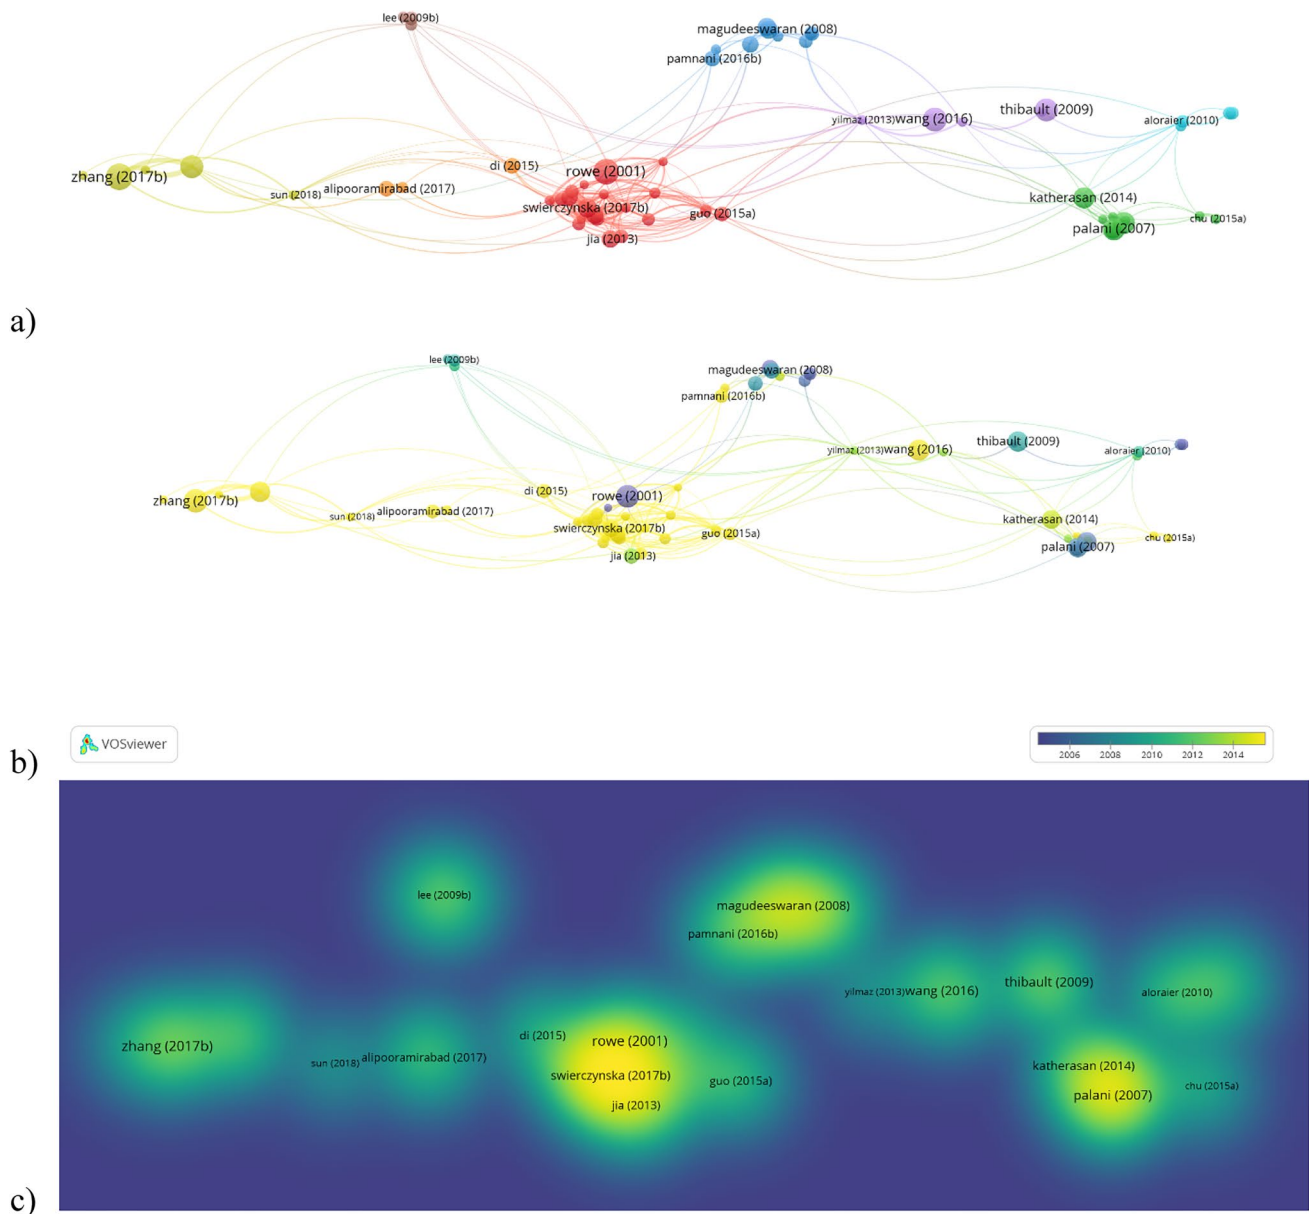 lee (2009b)
magudeeswaran (2008)
pamnani (2016b)
thibault (2009)
yilmaz (2013)
wang (2016)
aloraier (2010)
di (2015)
rowe (2001)
zhang (2017b)
sun (2018)
alipooramirabad (2017)
swierczynska (2017b)
guo (2015a)
jia (2013)
katherasan (2014)
palani (2007)
chu (2015a)
a)
lee (2009b)
magudeeswaran (2008)
pamnani (2016b)
thibault (2009)
yilmaz (2013)
wang (2016)
aloraier (2010)
di (2015)
rowe (2001)
zhang (2017b)
sun (2018)
alipooramirabad (2017)
swierczynska (2017b)
guo (2015a)
jia (2013)
katherasan (2014)
palani (2007)
chu (2015a)
VOSviewer
2006 2008 2010 2012 2014
b)
lee (2009b)
magudeeswaran (2008)
pamnani (2016b)
thibault (2009)
yilmaz (2013)
wang (2016)
aloraier (2010)
di (2015)
rowe (2001)
zhang (2017b)
sun (2018)
alipooramirabad (2017)
swierczynska (2017b)
guo (2015a)
jia (2013)
katherasan (2014)
palani (2007)
chu (2015a)
c)